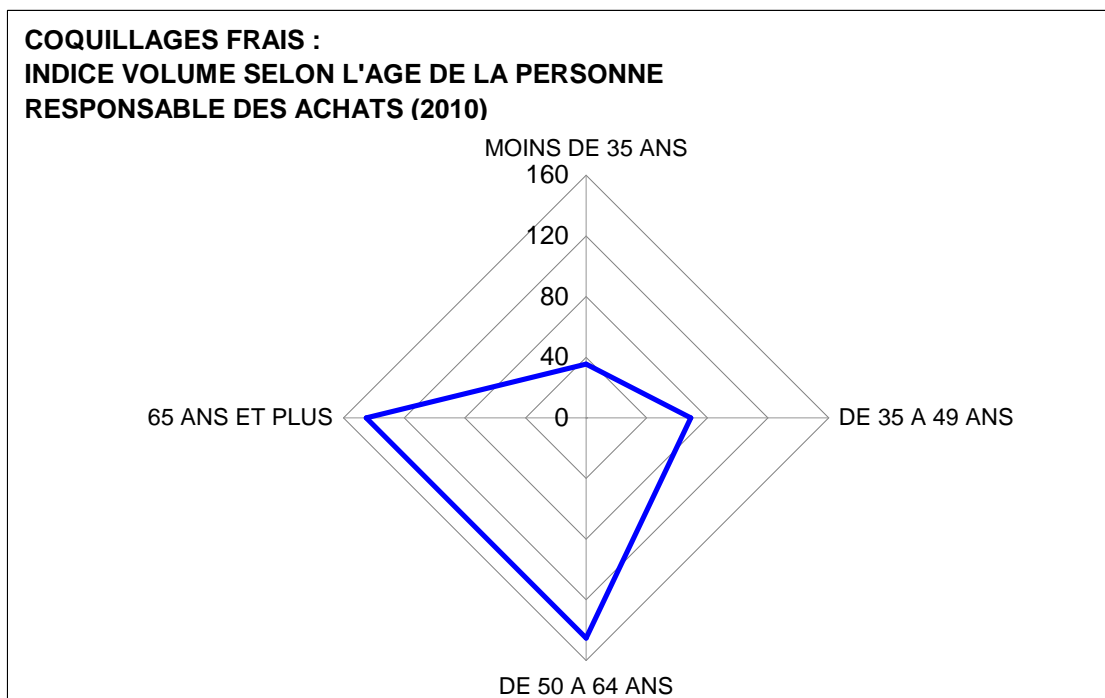 COQUILLAGES FRAIS :
INDICE VOLUME SELON L'AGE DE LA PERSONNE
RESPONSABLE DES ACHATS (2010)
MOINS DE 35 ANS
160
120
80
40
0
65 ANS ET PLUS
DE 35 A 49 ANS
DE 50 A 64 ANS